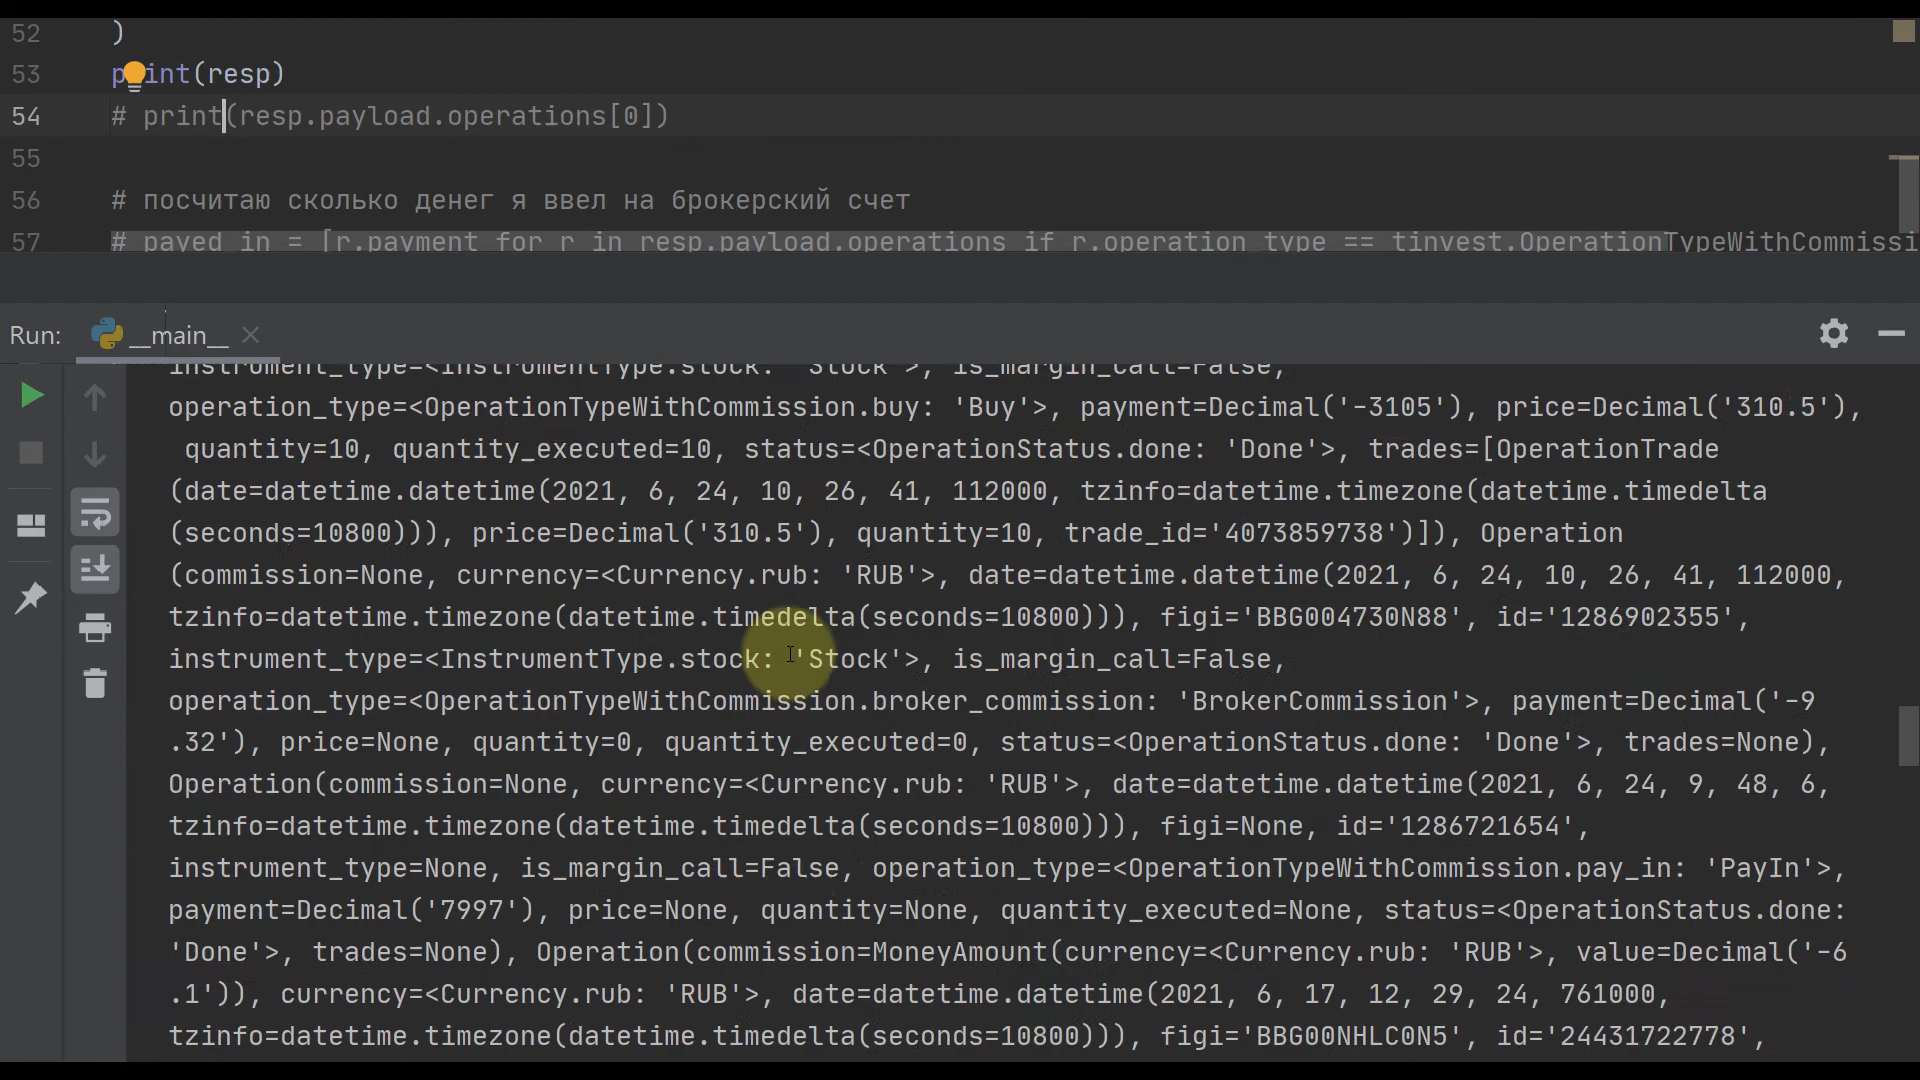 52 )
53 print(resp)
54 # print(resp.payload.operations[0])
55
56 # посчитаю сколько денег я ввел на брокерский счет
57 # payed_in = [r.payment for r in resp.payload.operations if r.operation_type == tinvest.OperationTypeWithCommissi
Run: __main__
instrument_type=<InstrumentType.stock: 'Stock'>, is_margin_call=False,
operation_type=<OperationTypeWithCommission.buy: 'Buy'>, payment=Decimal('-3105'), price=Decimal('310.5'),
quantity=10, quantity_executed=10, status=<OperationStatus.done: 'Done'>, trades=[OperationTrade
(date=datetime.datetime(2021, 6, 24, 10, 26, 41, 112000, tzinfo=datetime.timezone(datetime.timedelta
(seconds=10800))), price=Decimal('310.5'), quantity=10, trade_id='4073859738')]), Operation
(commission=None, currency=<Currency.rub: 'RUB'>, date=datetime.datetime(2021, 6, 24, 10, 26, 41, 112000,
tzinfo=datetime.timezone(datetime.timedelta(seconds=10800))), figi='BBG004730N88', id='1286902355',
instrument_type=<InstrumentType.stock: 'Stock'>, is_margin_call=False,
operation_type=<OperationTypeWithCommission.broker_commission: 'BrokerCommission'>, payment=Decimal('-9
.32'), price=None, quantity=0, quantity_executed=0, status=<OperationStatus.done: 'Done'>, trades=None),
Operation(commission=None, currency=<Currency.rub: 'RUB'>, date=datetime.datetime(2021, 6, 24, 9, 48, 6,
tzinfo=datetime.timezone(datetime.timedelta(seconds=10800))), figi=None, id='1286721654',
instrument_type=None, is_margin_call=False, operation_type=<OperationTypeWithCommission.pay_in: 'PayIn'>,
payment=Decimal('7997'), price=None, quantity=None, quantity_executed=None, status=<OperationStatus.done:
'Done'>, trades=None), Operation(commission=MoneyAmount(currency=<Currency.rub: 'RUB'>, value=Decimal('-6
.1')), currency=<Currency.rub: 'RUB'>, date=datetime.datetime(2021, 6, 17, 12, 29, 24, 761000,
tzinfo=datetime.timezone(datetime.timedelta(seconds=10800))), figi='BBG00NHLC0N5', id='24431722778',